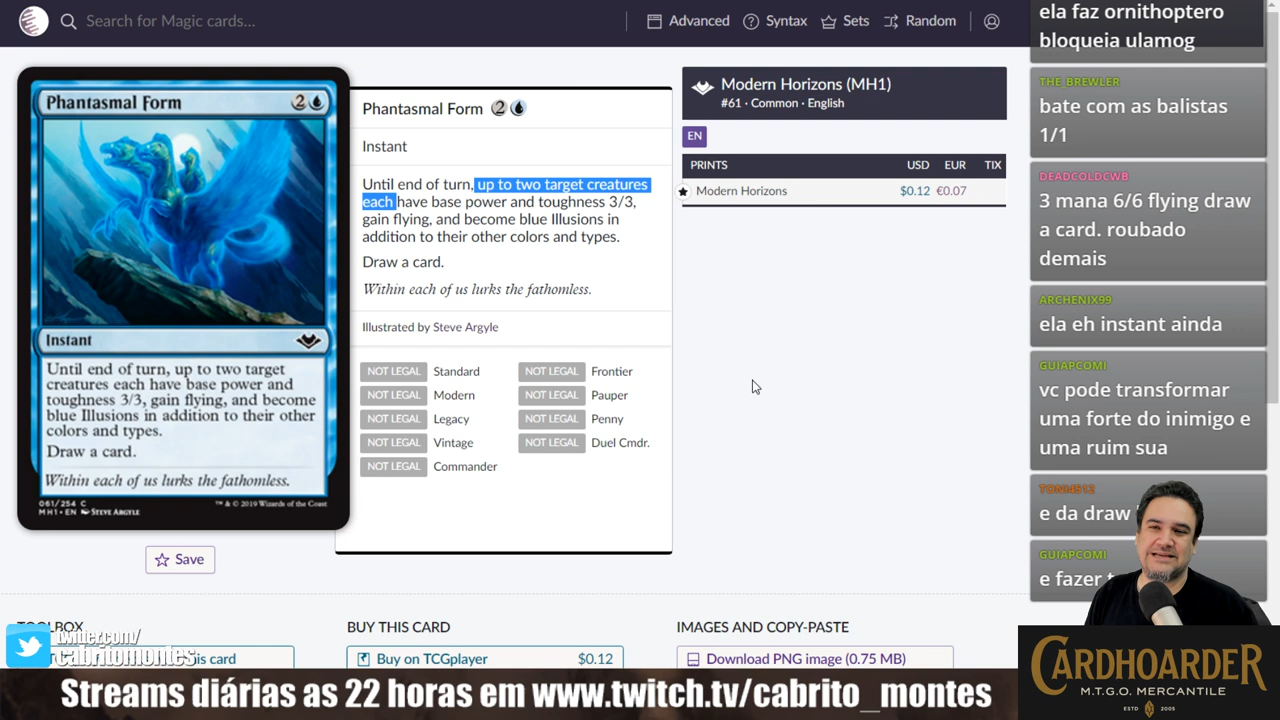 Search for Magic cards…
Advanced
Syntax
Sets
Random
Phantasmal Form 2
Instant
Until end of turn, up to two target
creatures each have base power and
toughness 3/3, gain flying, and become
blue Illusions in addition to their other
colors and types.
Draw a card.
Within each of us lurks the fathomless.
061/254 C
MH1 • EN STEVE ARGYLE
™ & © 2019 Wizards of the Coast
Save
Phantasmal Form 2
Instant
Until end of turn, up to two target creatures
each have base power and toughness 3/3,
gain flying, and become blue Illusions in
addition to their other colors and types.
Draw a card.
Within each of us lurks the fathomless.
Illustrated by Steve Argyle
NOT LEGAL Standard NOT LEGAL Frontier
NOT LEGAL Modern NOT LEGAL Pauper
NOT LEGAL Legacy NOT LEGAL Penny
NOT LEGAL Vintage NOT LEGAL Duel Cmdr.
NOT LEGAL Commander
Modern Horizons (MH1)
#61 · Common · English
EN
PRINTS USD EUR TIX
Modern Horizons $0.12 €0.07
ela faz ornithoptero
bloqueia ulamog
THE_BREWLER
bate com as balistas
1/1
DEADCOLDCWB
3 mana 6/6 flying draw
a card. roubado
demais
ARCHENIX99
ela eh instant ainda
GUIAPCOMI
vc pode transformar
uma forte do inimigo e
uma ruim sua
TONI4512
e da draw
GUIAPCOMI
e fazer
TOOLBOX
this card
BUY THIS CARD
Buy on TCGplayer $0.12
IMAGES AND COPY-PASTE
Download PNG image (0.75 MB)
twitter.com/
cabritomontes
Streams diárias as 22 horas em www.twitch.tv/cabrito_montes
CARDHOARDER
M.T.G.O. MERCANTILE
ESTD 2005